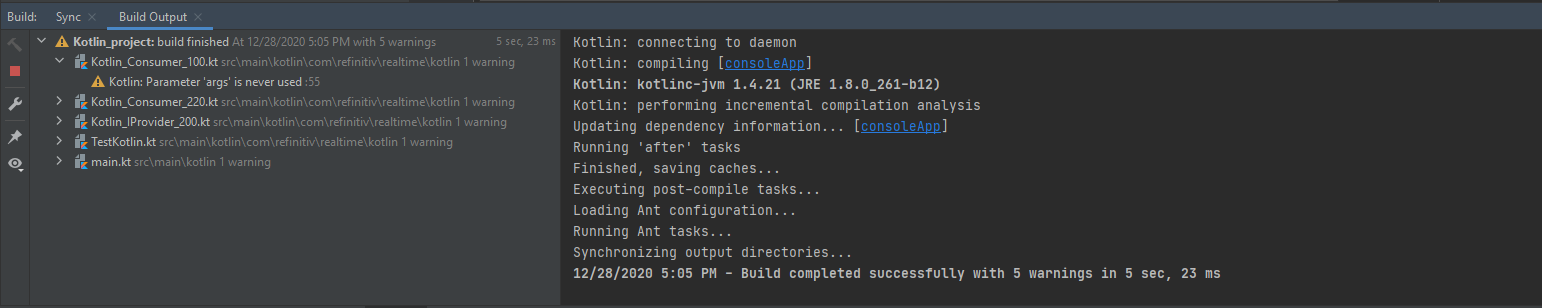 Build: Sync Build Output
Kotlin_project: build finished At 12/28/2020 5:05 PM with 5 warnings 5 sec, 23 ms
Kotlin_Consumer_100.kt src\main\kotlin\com\refinitiv\realtime\kotlin 1 warning
Kotlin: Parameter 'args' is never used :55
Kotlin_Consumer_220.kt src\main\kotlin\com\refinitiv\realtime\kotlin 1 warning
Kotlin_IProvider_200.kt src\main\kotlin\com\refinitiv\realtime\kotlin 1 warning
TestKotlin.kt src\main\kotlin\com\refinitiv\realtime\kotlin 1 warning
main.kt src\main\kotlin 1 warning
Kotlin: connecting to daemon
Kotlin: compiling [consoleApp]
Kotlin: kotlinc-jvm 1.4.21 (JRE 1.8.0_261-b12)
Kotlin: performing incremental compilation analysis
Updating dependency information... [consoleApp]
Running 'after' tasks
Finished, saving caches...
Executing post-compile tasks...
Loading Ant configuration...
Running Ant tasks...
Synchronizing output directories...
12/28/2020 5:05 PM - Build completed successfully with 5 warnings in 5 sec, 23 ms